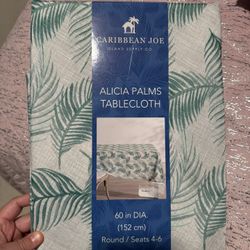 CARIBBEAN JOE
ISLAND SUPPLY CO.
ALICIA PALMS
TABLECLOTH
60 in DIA.
(152 cm)
Round / Seats 4-6